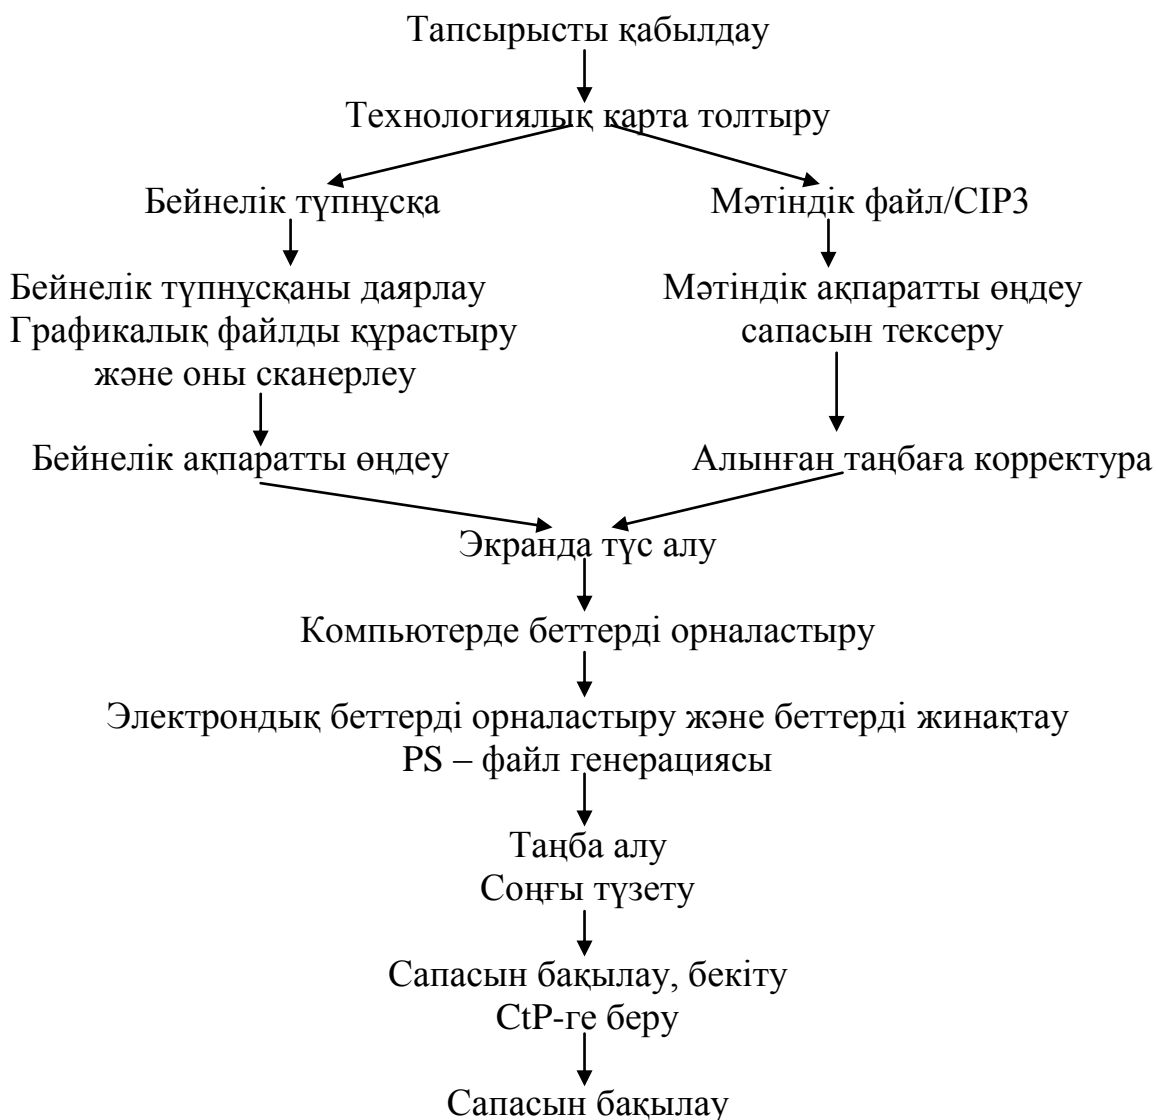 Тапсырысты қабылдау
Технологиялық карта толтыру
Бейнелік түпнұсқа
Мәтіндік файл/CIP3
Бейнелік түпнұсқаны даярлау
Графикалық файлды құрастыру
және оны сканерлеу
Мәтіндік ақпаратты өңдеу
сапасын тексеру
Бейнелік ақпаратты өңдеу
Алынған таңбаға корректура
Экранда түс алу
Компьютерде беттерді орналастыру
Электрондық беттерді орналастыру және беттерді жинақтау
PS – файл генерациясы
Таңба алу
Соңғы түзету
Сапасын бақылау, бекіту
CtP-ге беру
Сапасын бақылау